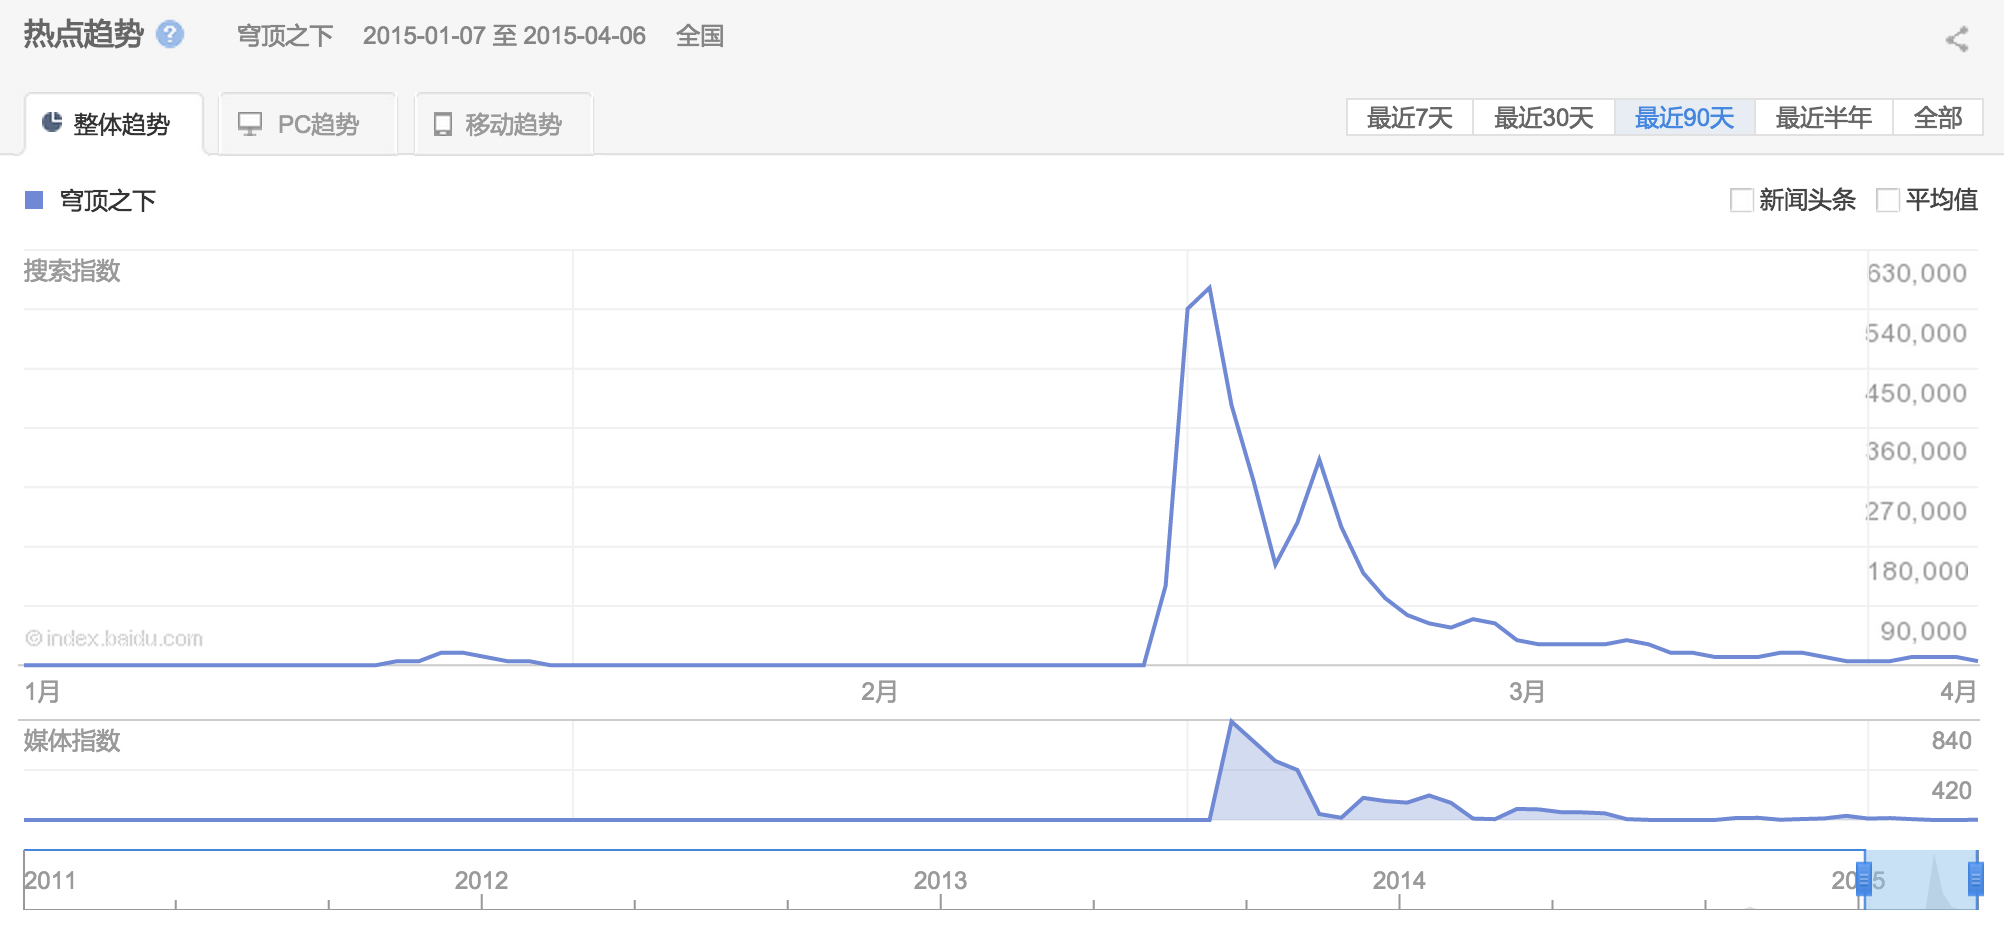 热点趋势 ? 穹顶之下 2015-01-07 至 2015-04-06 全国
整体趋势 PC趋势 移动趋势 最近7天 最近30天 最近90天 最近半年 全部
穹顶之下 新闻头条 平均值
搜索指数 630,000
540,000
450,000
360,000
270,000
180,000
© index.baidu.com 90,000
1月 2月 3月 4月
媒体指数 840
420
2011 2012 2013 2014 2015